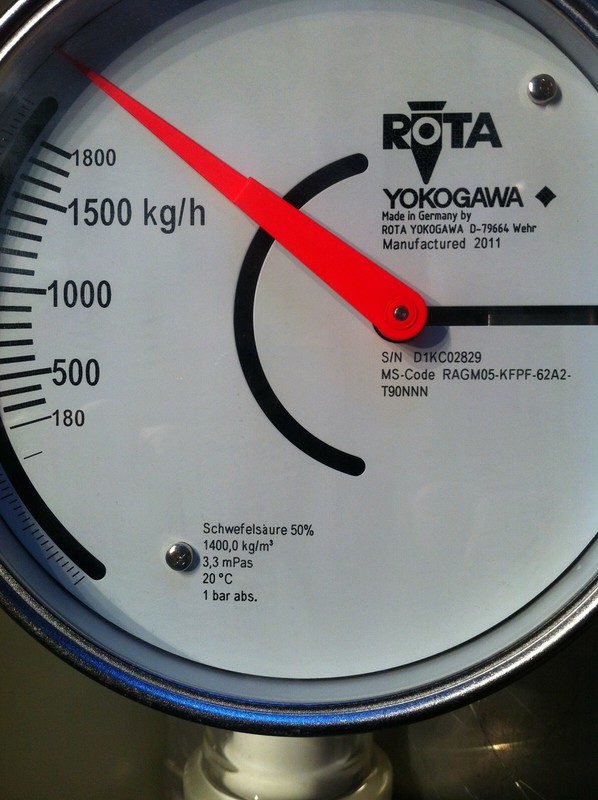 ROTA
YOKOGAWA
Made in Germany by
ROTA YOKOGAWA D-79664 Wehr
Manufactured 2011
1800
1500 kg/h
1000
500
180
S/N D1KC02829
MS-Code RAGM05-KFPF-62A2-
T90NNN
Schwefelsäure 50%
1400,0 kg/m³
3,3 mPas
20 °C
1 bar abs.